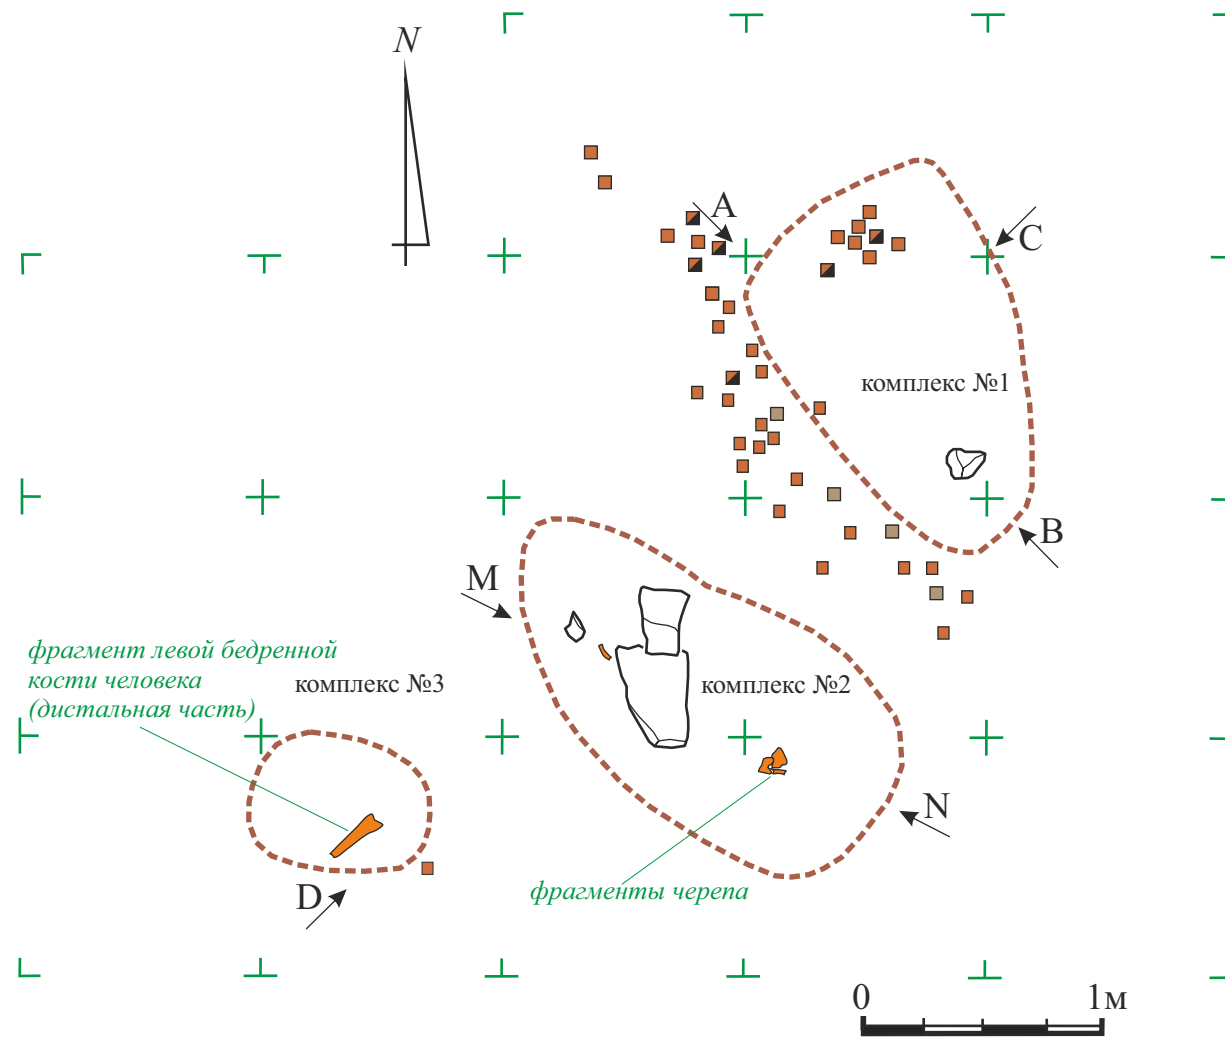 N
A
C
комплекс №1
B
M
фрагмент левой бедренной
кости человека
(дистальная часть)
комплекс №3
комплекс №2
N
D
фрагменты черепа
0
1м